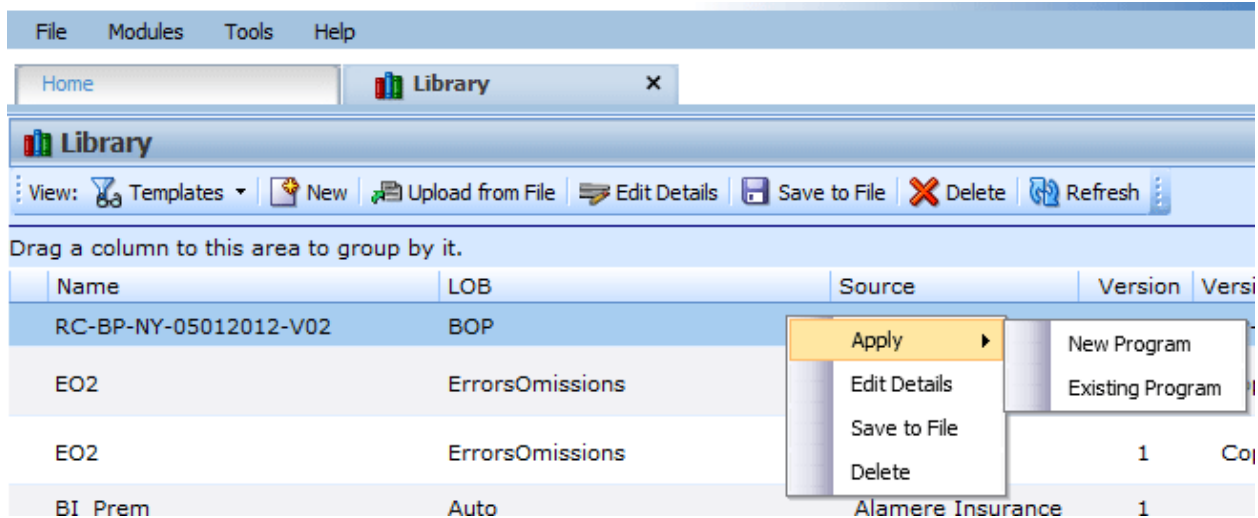 File Modules Tools Help
Home Library x
Library
View: Templates New Upload from File Edit Details Save to File Delete Refresh
Drag a column to this area to group by it.
Name LOB Source Version
RC-BP-NY-05012012-V02 BOP
Apply New Program
EO2 ErrorsOmissions Edit Details Existing Program
Save to File
EO2 ErrorsOmissions 1
Delete
BI_Prem Auto Alamere Insurance 1